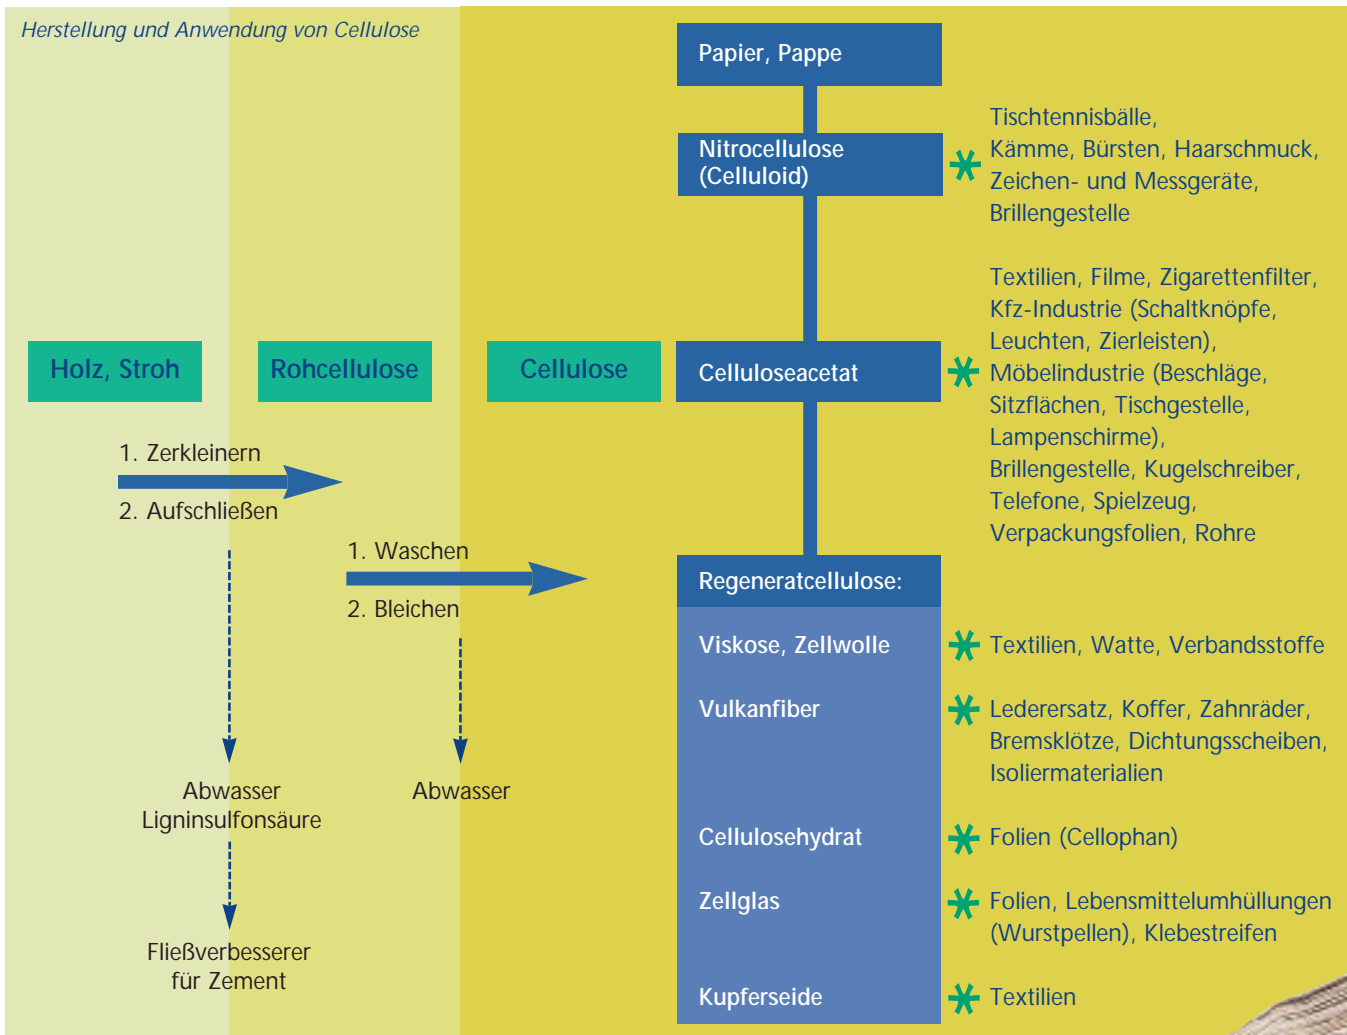 Herstellung und Anwendung von Cellulose
Papier, Pappe
Nitrocellulose
(Celluloid)
Tischtennisbälle,
Kämme, Bürsten, Haarschmuck,
Zeichen- und Messgeräte,
Brillengestelle
Holz, Stroh
Rohcellulose
Cellulose
Celluloseacetat
Textilien, Filme, Zigarettenfilter,
Kfz-Industrie (Schaltknöpfe,
Leuchten, Zierleisten),
Möbelindustrie (Beschläge,
Sitzflächen, Tischgestelle,
Lampenschirme),
Brillengestelle, Kugelschreiber,
Telefone, Spielzeug,
Verpackungsfolien, Rohre
1. Zerkleinern
2. Aufschließen
1. Waschen
2. Bleichen
Abwasser
Ligninsulfonsäure
Abwasser
Fließverbesserer
für Zement
Regeneratcellulose:
Viskose, Zellwolle
Textilien, Watte, Verbandsstoffe
Vulkanfiber
Lederersatz, Koffer, Zahnräder,
Bremsklötze, Dichtungsscheiben,
Isoliermaterialien
Cellulosehydrat
Folien (Cellophan)
Zellglas
Folien, Lebensmittelumhüllungen
(Wurstpellen), Klebestreifen
Kupferseide
Textilien